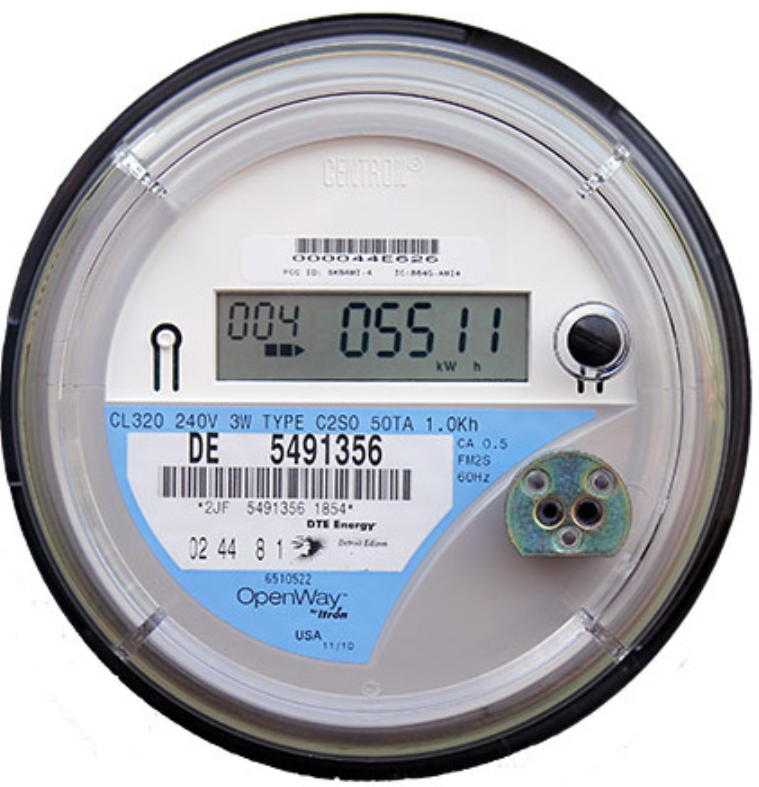 CENTRON®
000044E626
FCC ID: SK9AMI-4 IC:864G-AMI4
004 05511
kW h
CL320 240V 3W TYPE C2SO 50TA 1.0Kh
CA 0.5
FM2S
60Hz
DE 5491356
*2JF 5491356 1854*
DTE Energy
Detroit Edison
02 44 8 1
6510522
OpenWay™
by Itron
USA
11/10